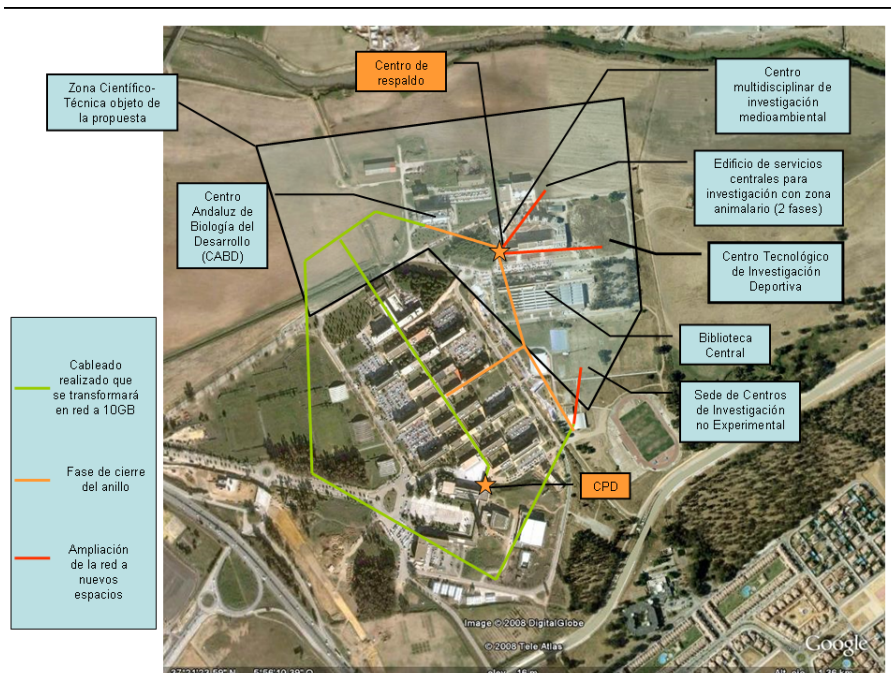 Centro de
respaldo
Zona Científico-
Técnica objeto de
la propuesta
Centro
multidisciplinar de
investigación
medioambiental
Centro
Andaluz de
Biología del
Desarrollo
(CABD)
Edificio de servicios
centrales para
investigación con zona
animalario (2 fases)
Centro Tecnológico
de Investigación
Deportiva
Biblioteca
Central
Sede de Centros
de Investigación
no Experimental
CPD
Cableado
realizado que
se transformará
en red a 10GB
Fase de cierre
del anillo
Ampliación
de la red a
nuevos
espacios
Image © 2008 DigitalGlobe
© 2008 Tele Atlas
Google